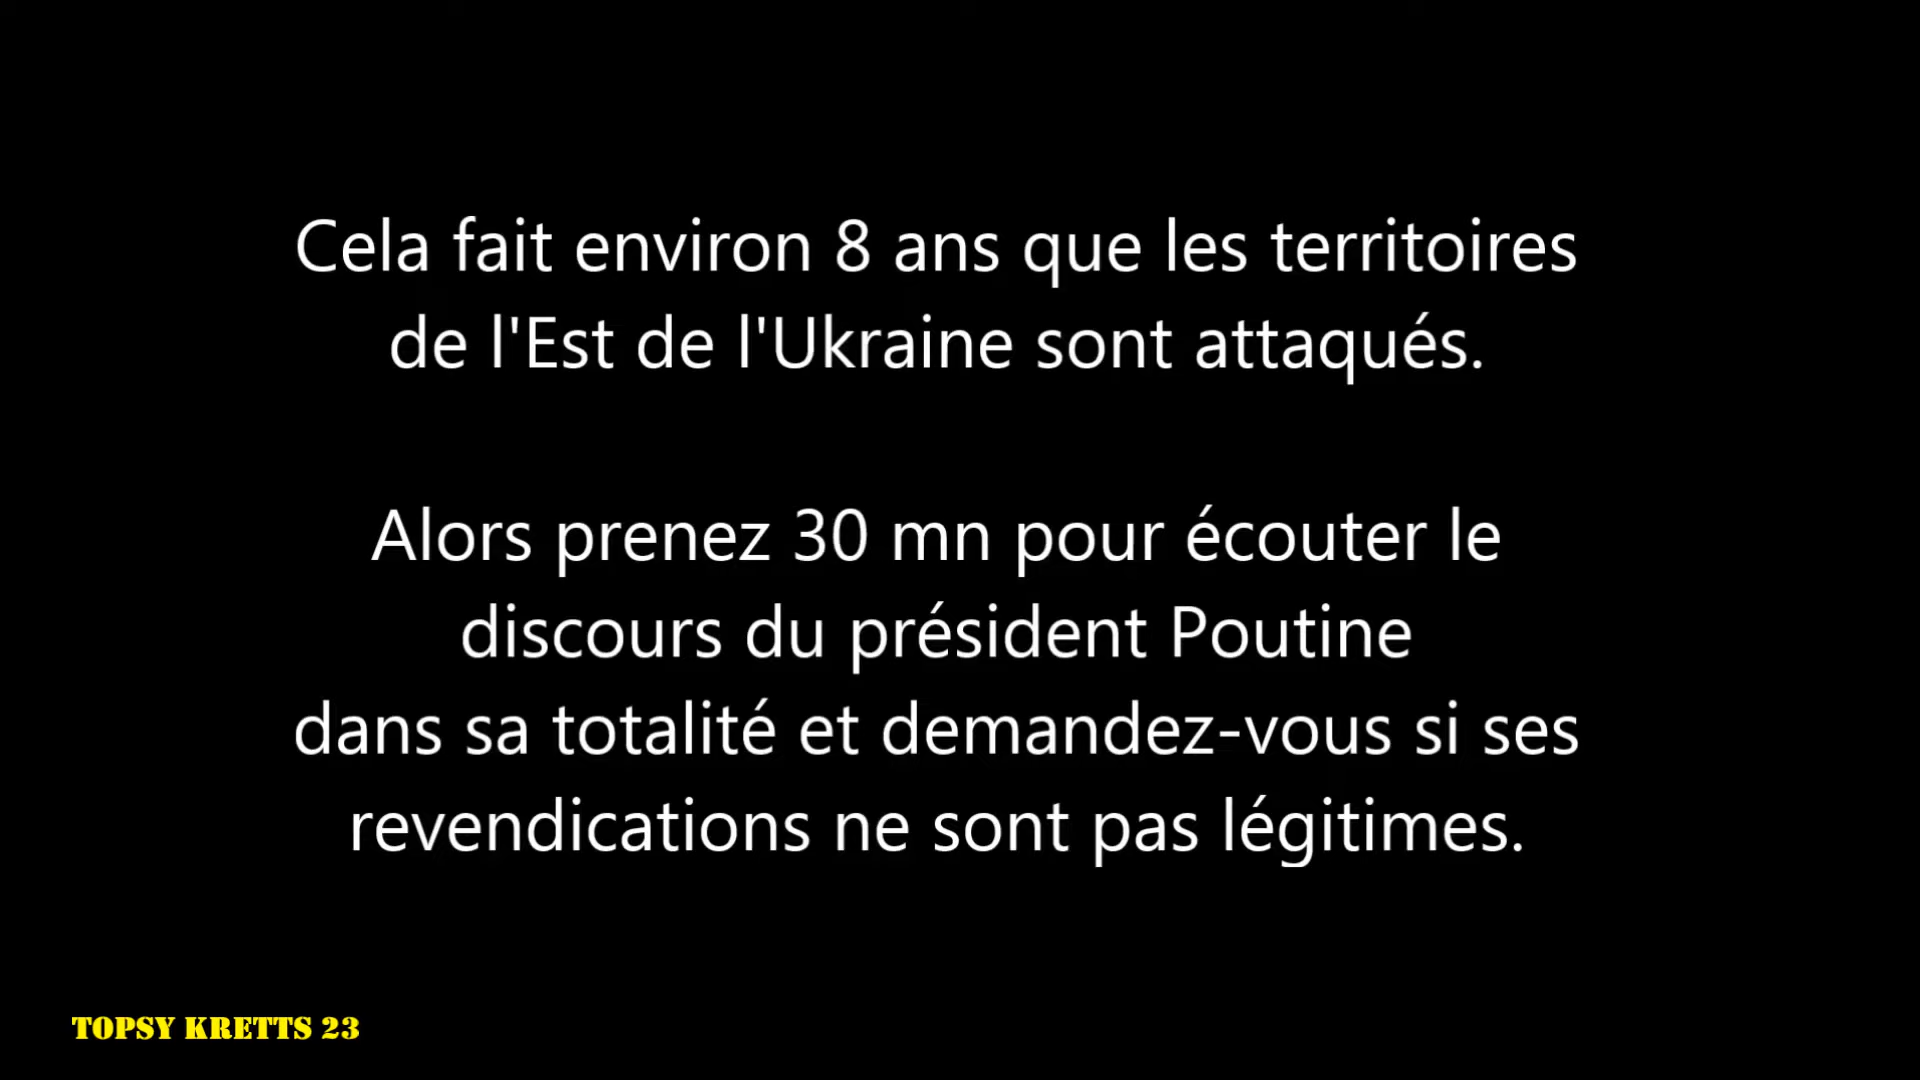 Cela fait environ 8 ans que les territoires
de l'Est de l'Ukraine sont attaqués.
Alors prenez 30 mn pour écouter le
discours du président Poutine
dans sa totalité et demandez-vous si ses
revendications ne sont pas légitimes.
TOPSY KRETTS 23